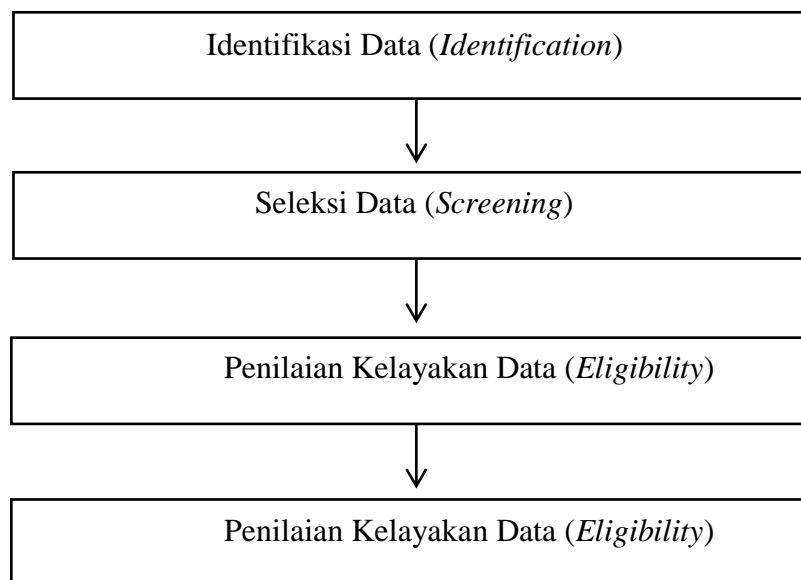 Identifikasi Data (Identification)
Seleksi Data (Screening)
Penilaian Kelayakan Data (Eligibility)
Penilaian Kelayakan Data (Eligibility)